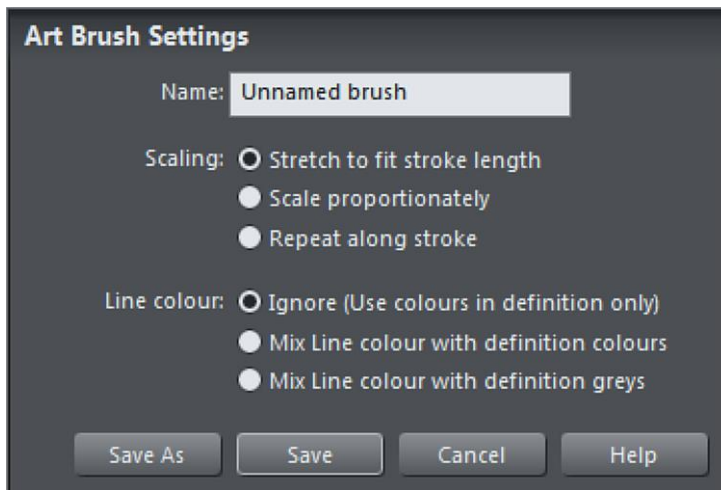 Art Brush Settings
Name: Unnamed brush
Scaling: Stretch to fit stroke length
Scale proportionately
Repeat along stroke
Line colour: Ignore (Use colours in definition only)
Mix Line colour with definition colours
Mix Line colour with definition greys
Save As Save Cancel Help